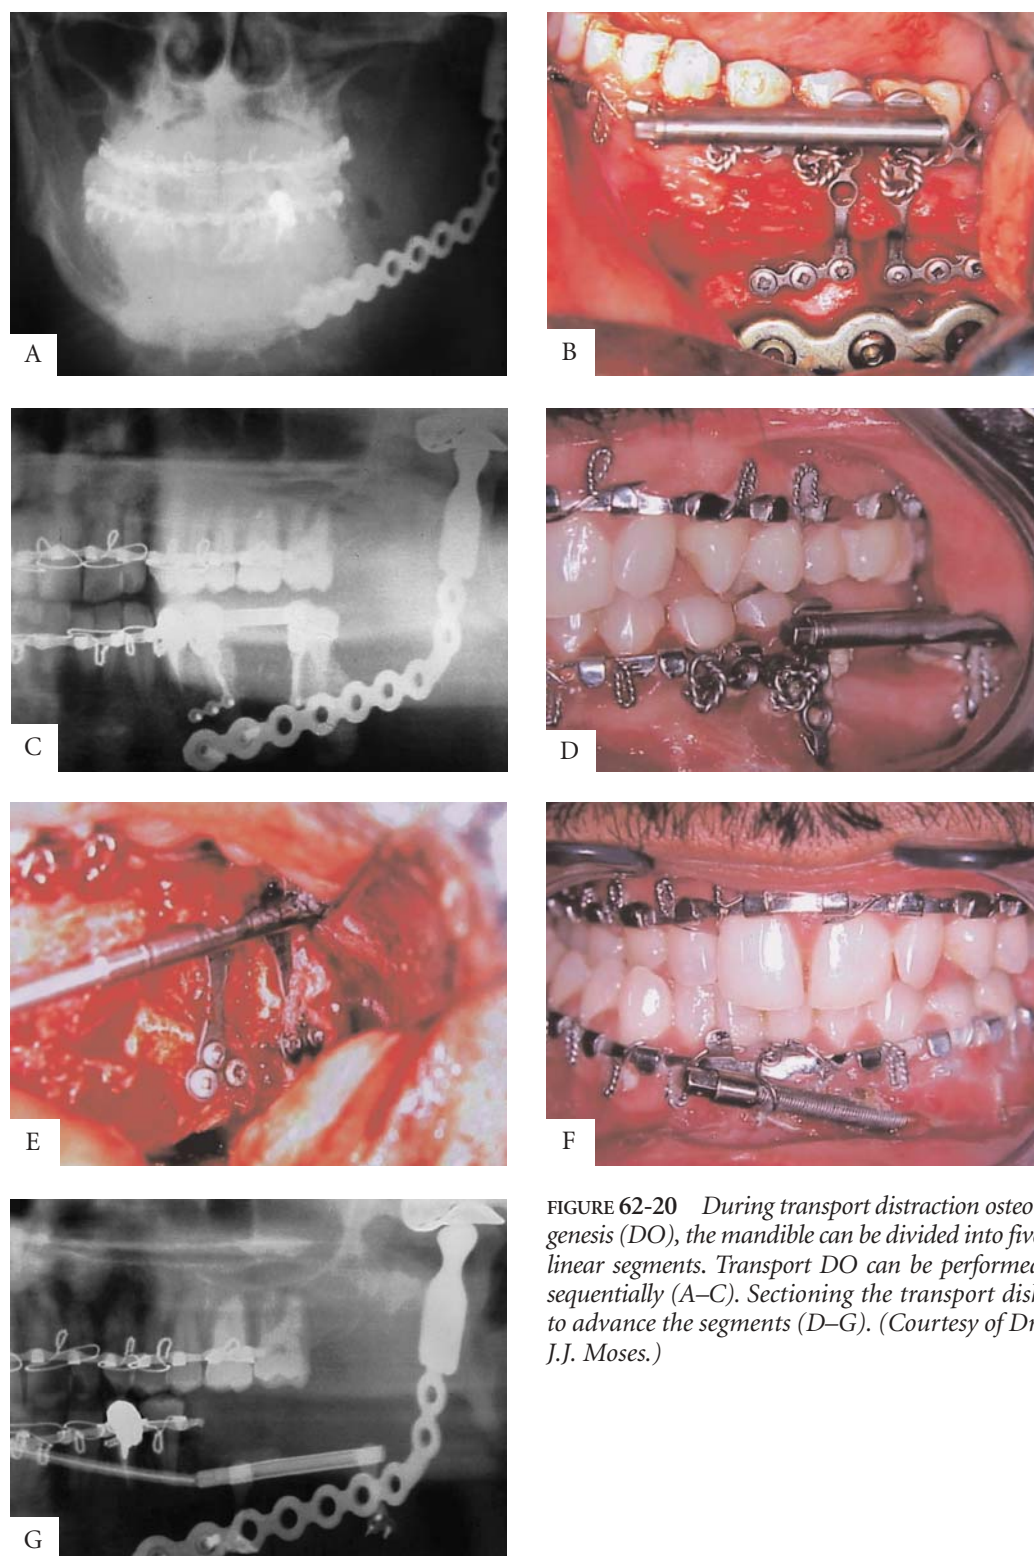 A
B
C
D
E
F
G
FIGURE 62-20 During transport distraction osteo-
genesis (DO), the mandible can be divided into five
linear segments. Transport DO can be performed
sequentially (A–C). Sectioning the transport disk
to advance the segments (D–G). (Courtesy of Dr.
J.J. Moses.)